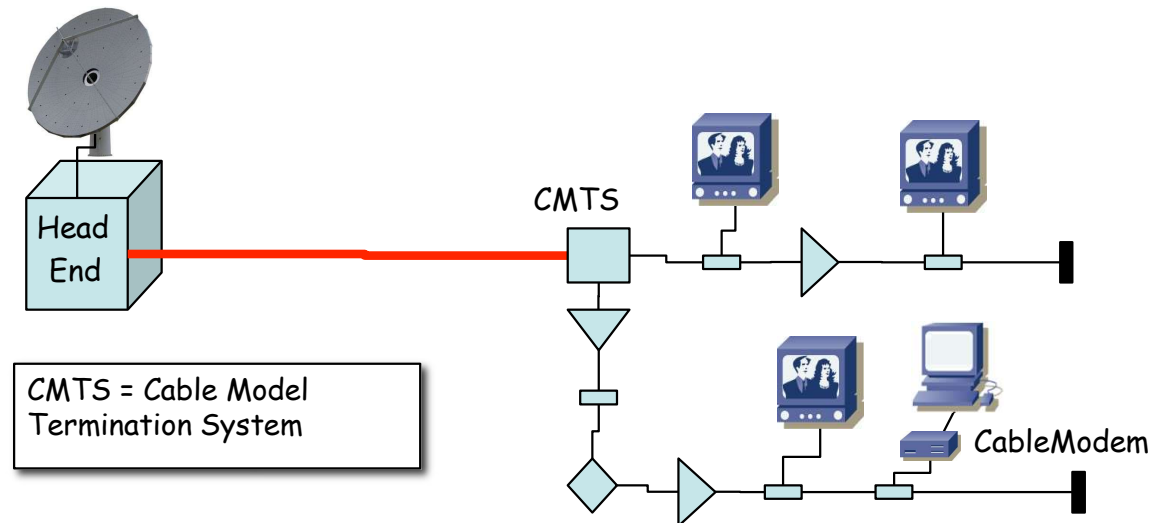 Head
End
CMTS
CMTS = Cable Model
Termination System
CableModem